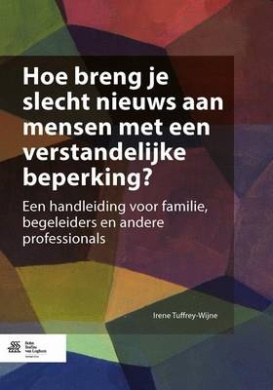 Hoe breng je
slecht nieuws aan
mensen met een
verstandelijke
beperking?
Een handleiding voor familie,
begeleiders en andere
professionals
Irene Tuffrey-Wijne
Bohn
Stafleu
van Loghum